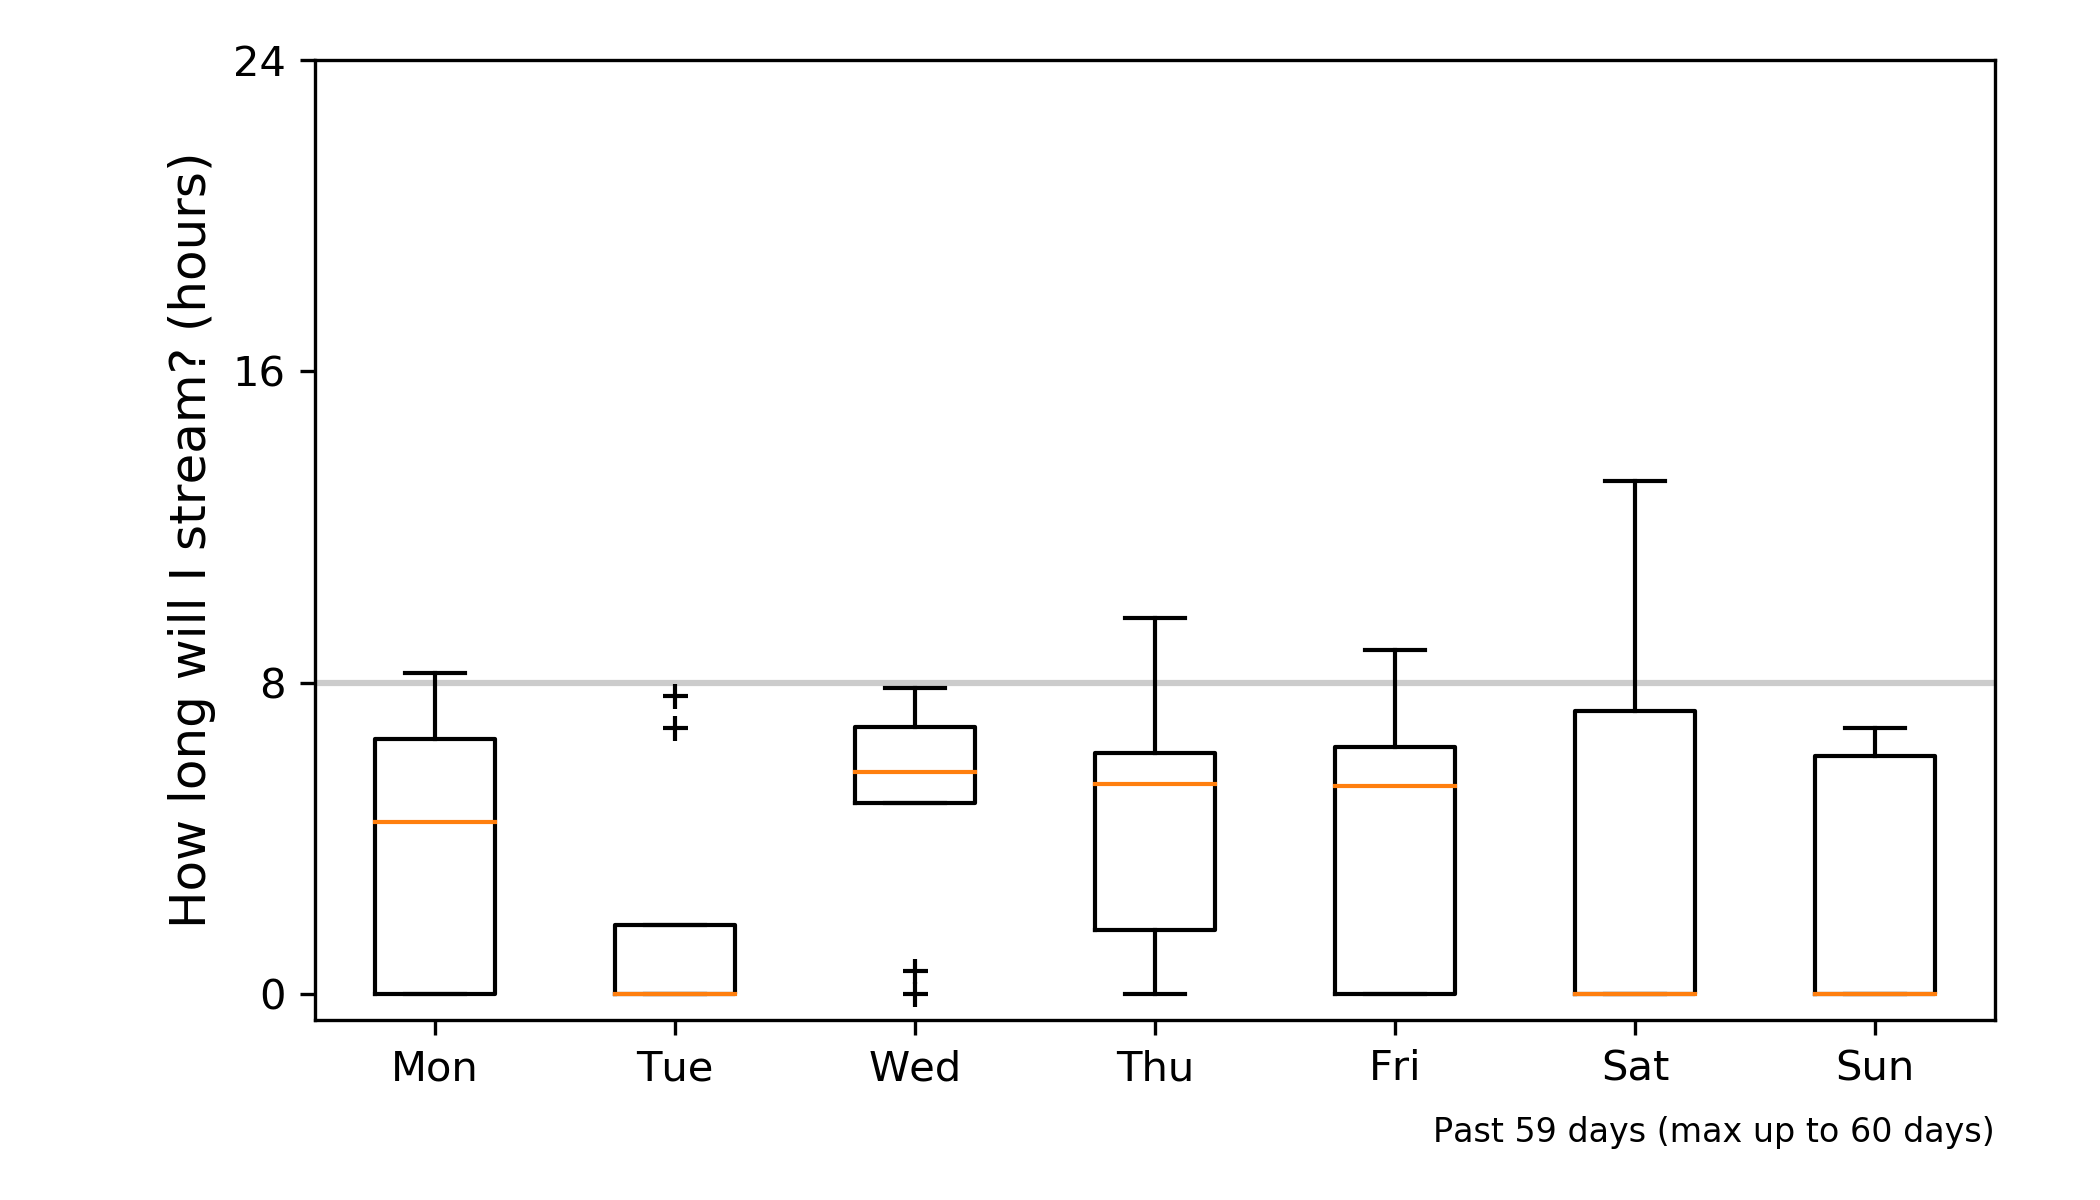 How long will I stream? (hours)
24
16
8
0
Mon Tue Wed Thu Fri Sat Sun
Past 59 days (max up to 60 days)